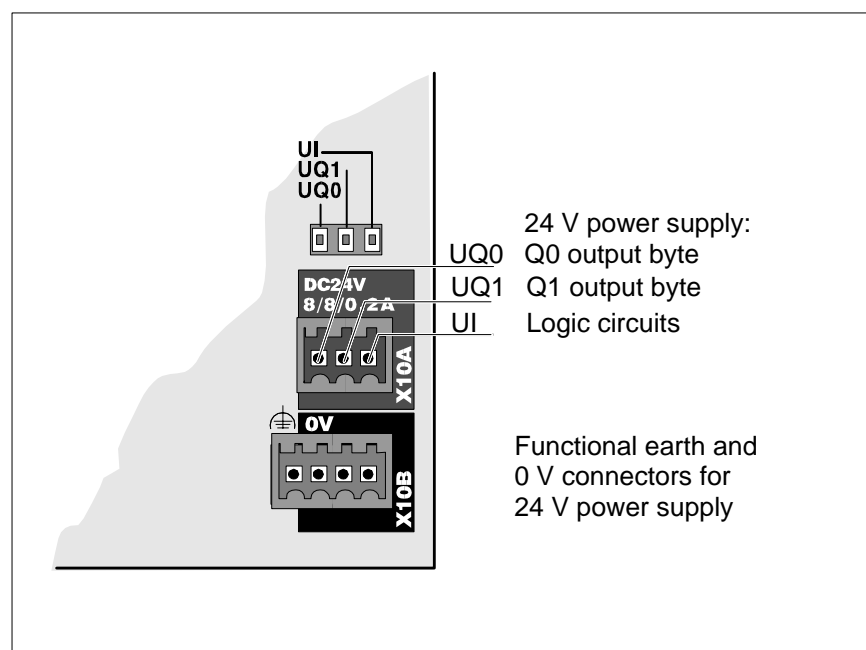 UI
UQ1
UQ0
24 V power supply:
UQ0 Q0 output byte
UQ1 Q1 output byte
UI Logic circuits
DC24V
8/8/0 2A
X10A
0V
X10B
Functional earth and
0 V connectors for
24 V power supply